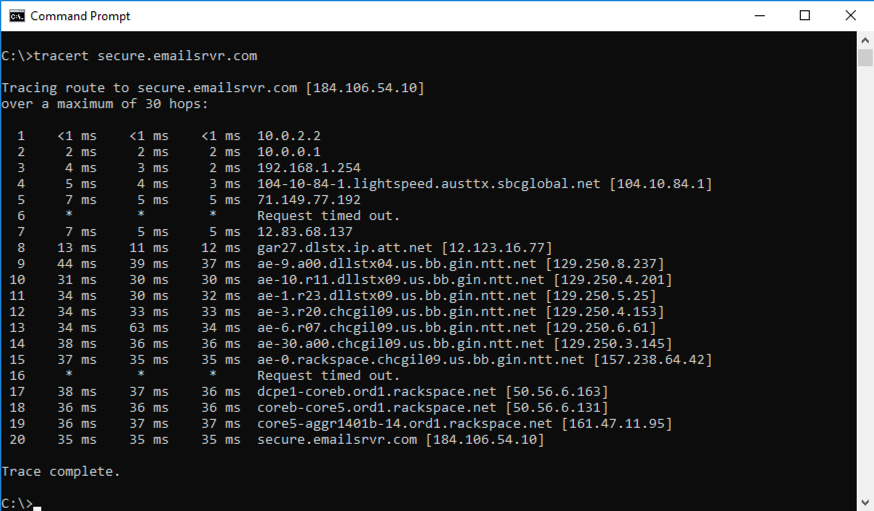 Command Prompt
C:\>tracert secure.emailsrvr.com
Tracing route to secure.emailsrvr.com [184.106.54.10]
over a maximum of 30 hops:
1 <1 ms <1 ms <1 ms 10.0.2.2
2 2 ms 2 ms 2 ms 10.0.0.1
3 4 ms 3 ms 2 ms 192.168.1.254
4 5 ms 4 ms 3 ms 104-10-84-1.lightspeed.austtx.sbcglobal.net [104.10.84.1]
5 7 ms 5 ms 5 ms 71.149.77.192
6 * * * Request timed out.
7 7 ms 5 ms 5 ms 12.83.68.137
8 13 ms 11 ms 12 ms gar27.dlstx.ip.att.net [12.123.16.77]
9 44 ms 39 ms 37 ms ae-9.a00.dllstx04.us.bb.gin.ntt.net [129.250.8.237]
10 31 ms 30 ms 30 ms ae-10.r11.dllstx09.us.bb.gin.ntt.net [129.250.4.201]
11 34 ms 30 ms 32 ms ae-1.r23.dllstx09.us.bb.gin.ntt.net [129.250.5.25]
12 34 ms 33 ms 33 ms ae-3.r20.chcgil09.us.bb.gin.ntt.net [129.250.4.153]
13 34 ms 63 ms 34 ms ae-6.r07.chcgil09.us.bb.gin.ntt.net [129.250.6.61]
14 38 ms 36 ms 36 ms ae-30.a00.chcgil09.us.bb.gin.ntt.net [129.250.3.145]
15 37 ms 35 ms 35 ms ae-0.rackspace.chcgil09.us.bb.gin.ntt.net [157.238.64.42]
16 * * * Request timed out.
17 38 ms 37 ms 36 ms dcpe1-coreb.ord1.rackspace.net [50.56.6.163]
18 36 ms 36 ms 36 ms coreb-core5.ord1.rackspace.net [50.56.6.131]
19 36 ms 37 ms 37 ms core5-aggr1401b-14.ord1.rackspace.net [161.47.11.95]
20 35 ms 35 ms 35 ms secure.emailsrvr.com [184.106.54.10]
Trace complete.
C:\>_